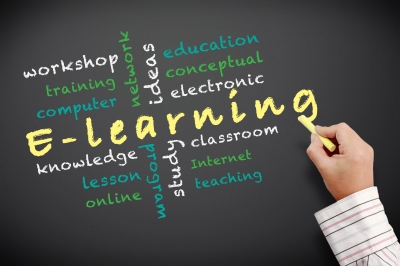 workshop
training
computer
network
ideas
education
conceptual
electronic
E-learning
knowledge
lesson
online
program
study
classroom
Internet
teaching